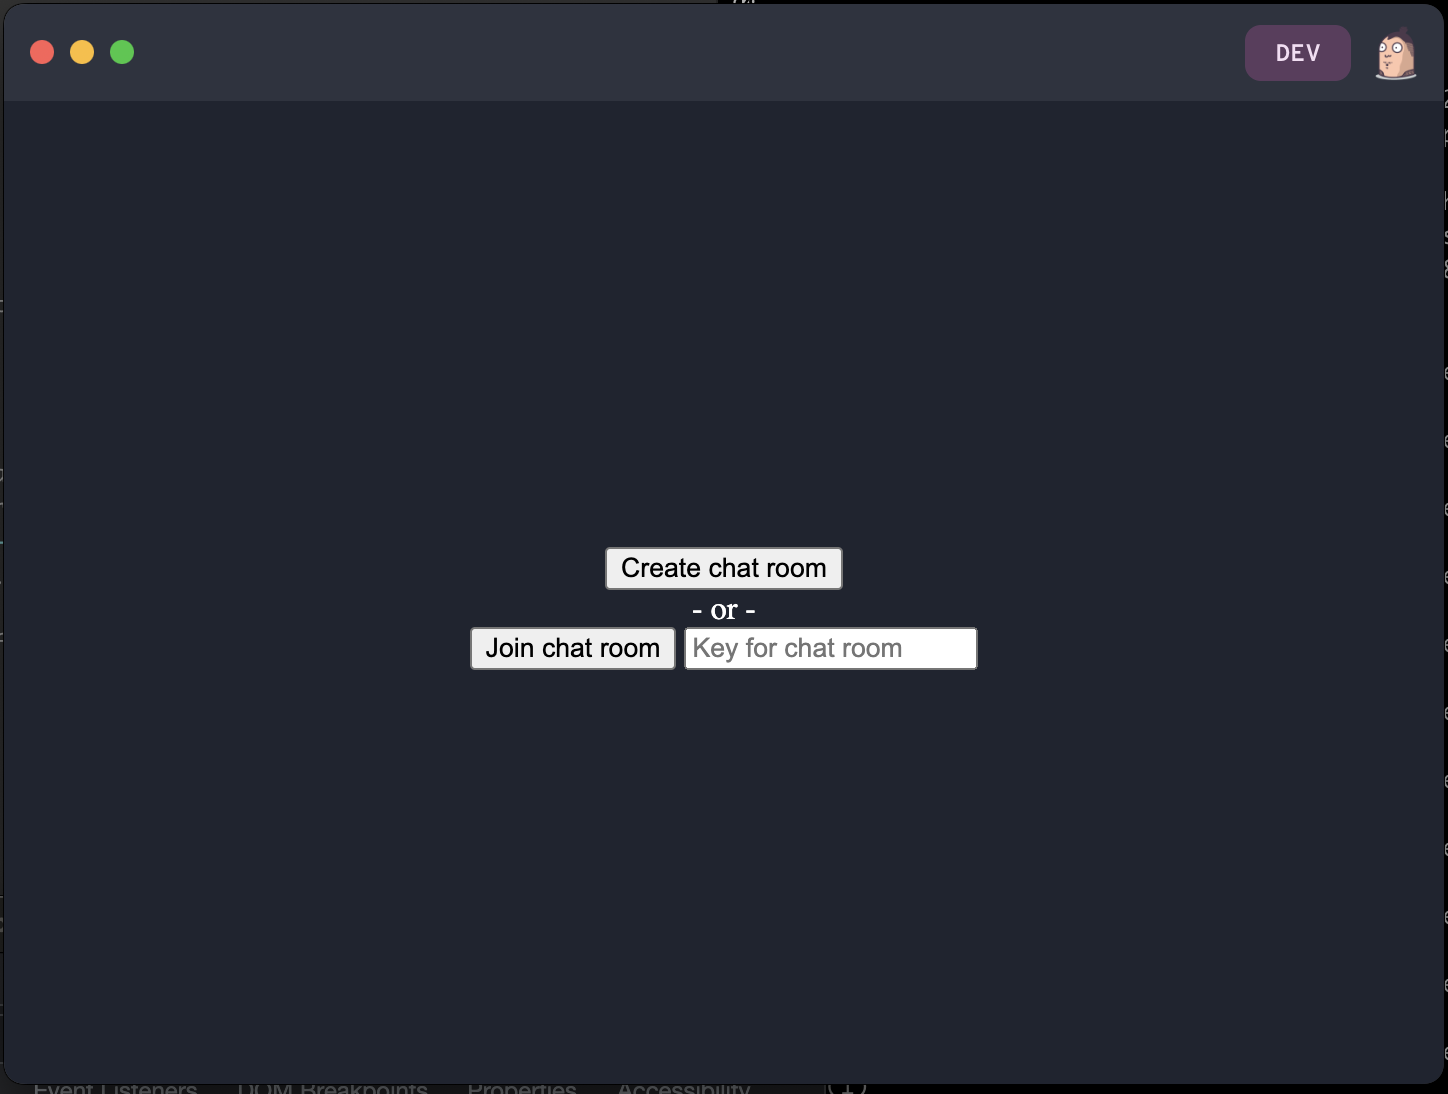 DEV
Create chat room
- or -
Join chat room Key for chat room
Event Listeners DOM Breakpoints Properties Accessibility